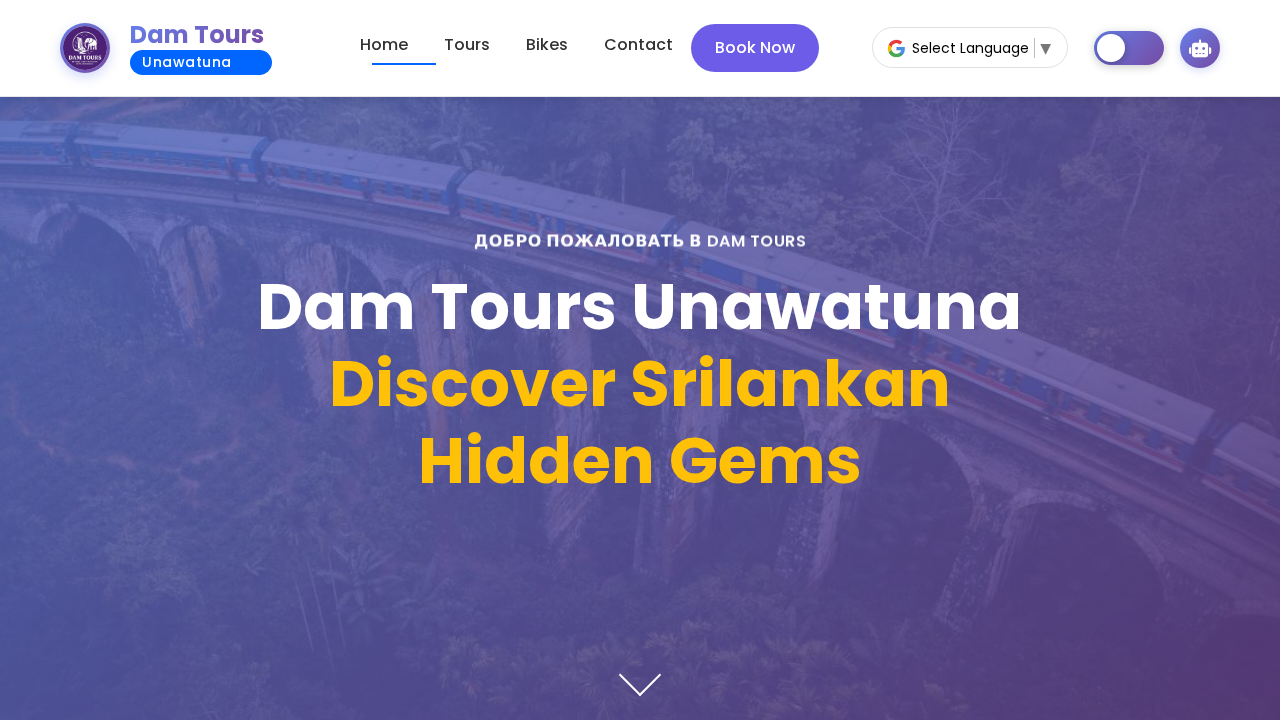 Dam Tours
Unawatuna
Home
Tours
Bikes
Contact
Book Now
Select Language ▼
DAM TOURS
ДОБРО ПОЖАЛОВАТЬ В DAM TOURS
Dam Tours Unawatuna
Discover Srilankan
Hidden Gems